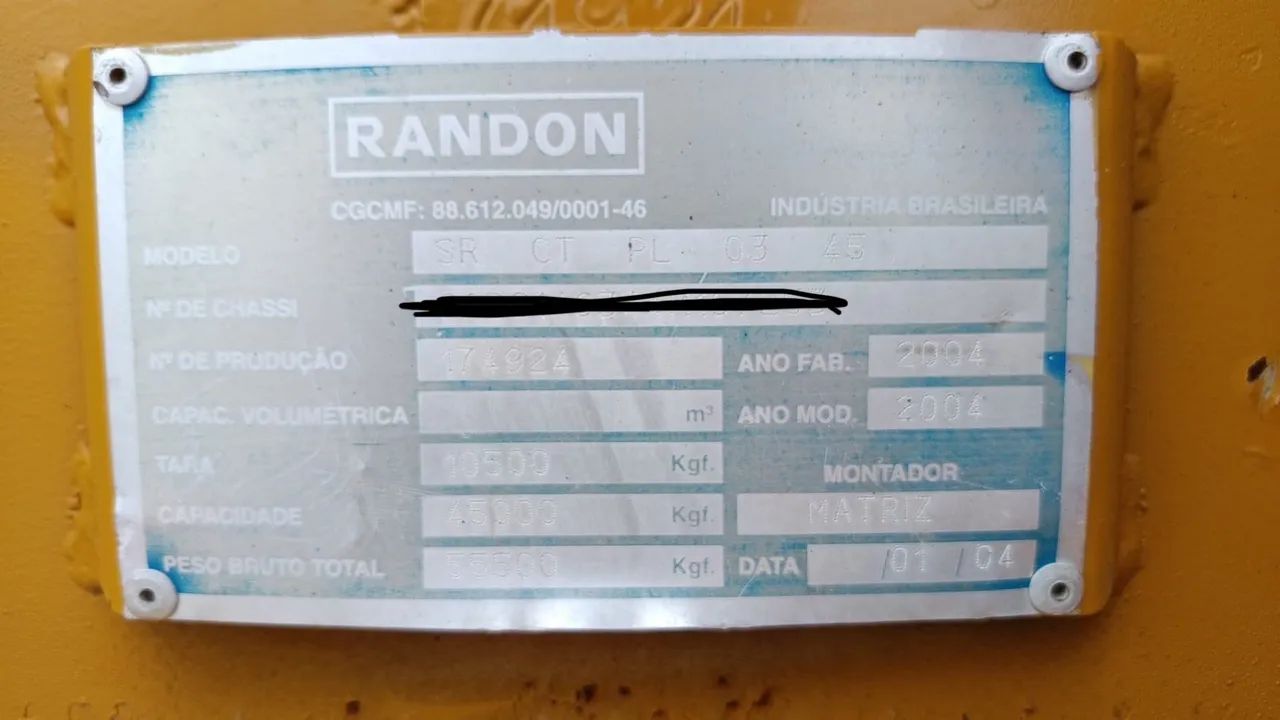 RANDON
CGCMF: 88.612.049/0001-46 INDÚSTRIA BRASILEIRA
MODELO SR CT PL 03 45
Nº DE CHASSI
Nº DE PRODUÇÃO 174924 ANO FAB. 2004
CAPAC. VOLUMÉTRICA m³ ANO MOD. 2004
TARA 10500 Kgf. MONTADOR
CAPACIDADE 45000 Kgf. MATRIZ
PESO BRUTO TOTAL 55500 Kgf. DATA /01 / 04